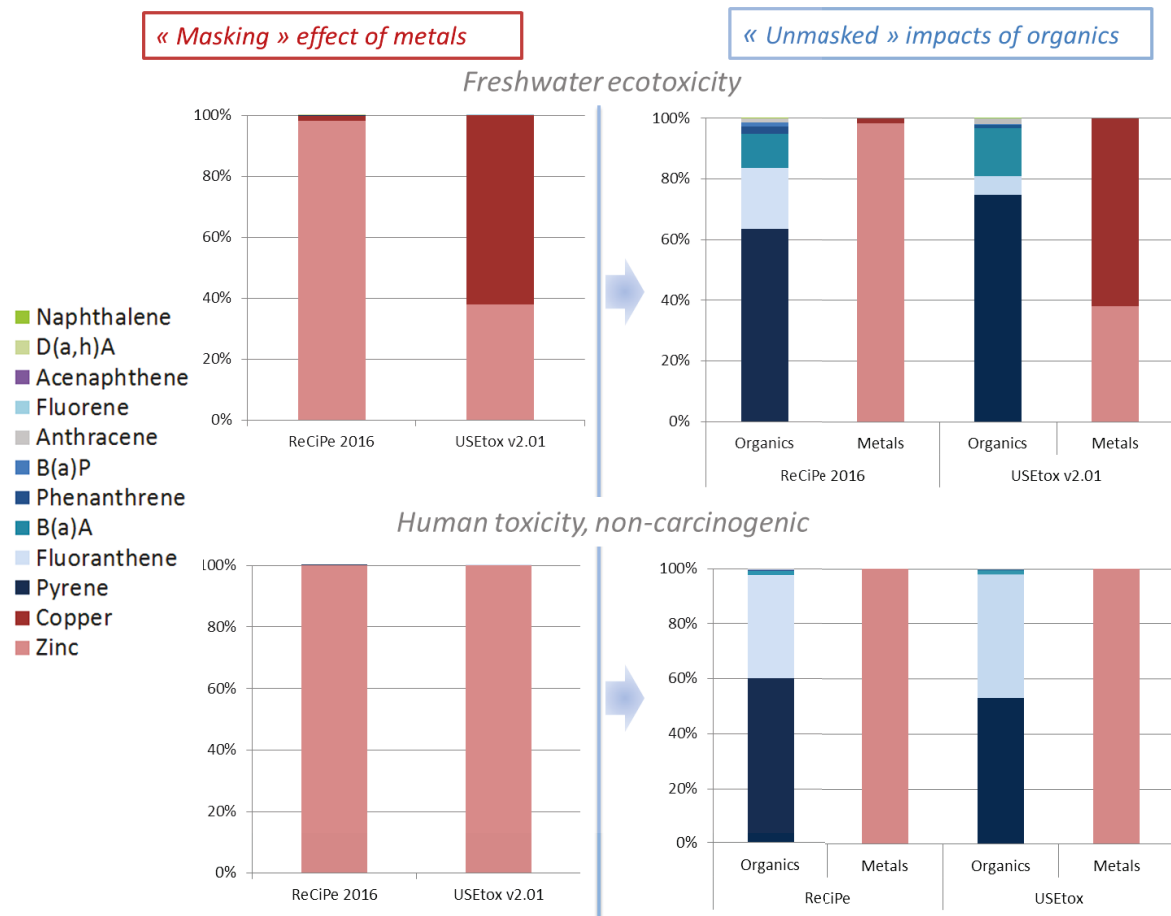 « Masking » effect of metals
« Unmasked » impacts of organics
Freshwater ecotoxicity
100%
80%
60%
40%
20%
0%
ReCiPe 2016
USEtox v2.01
100%
80%
60%
40%
20%
0%
Organics
Metals
Organics
Metals
ReCiPe 2016
USEtox v2.01
Naphthalene
D(a,h)A
Acenaphthene
Fluorene
Anthracene
B(a)P
Phenanthrene
B(a)A
Fluoranthene
Pyrene
Copper
Zinc
Human toxicity, non-carcinogenic
100%
80%
60%
40%
20%
0%
ReCiPe 2016
USEtox v2.01
100%
80%
60%
40%
20%
0%
Organics
Metals
Organics
Metals
ReCiPe
USEtox